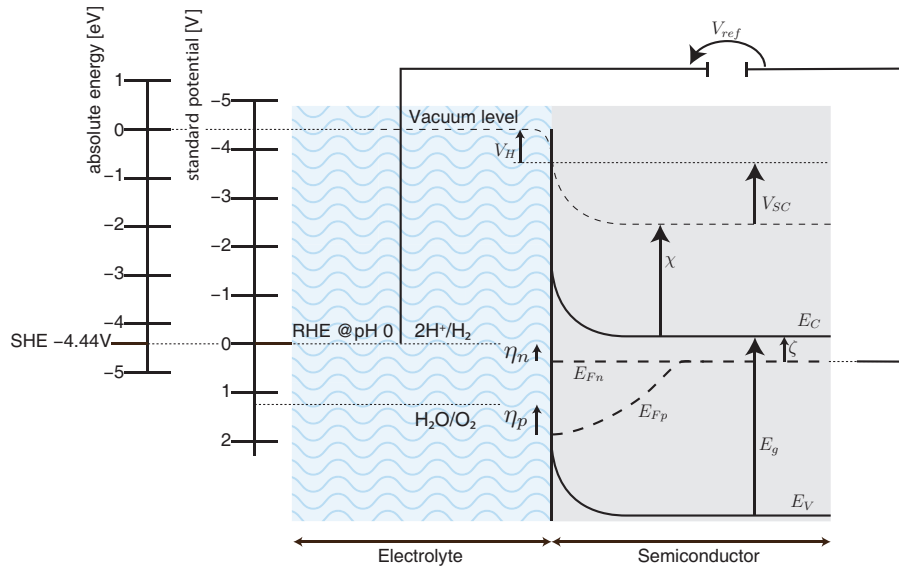 absolute energy [eV]
standard potential [V]
V_ref
1
0
−1
−2
−3
−4
SHE −4.44V
−5
−5
−4
−3
−2
−1
0
1
2
Vacuum level
V_H
V_SC
χ
RHE @pH 0 2H⁺/H₂
E_C
η_n
ζ
E_Fn
E_Fp
H₂O/O₂
η_p
E_g
E_V
Electrolyte
Semiconductor